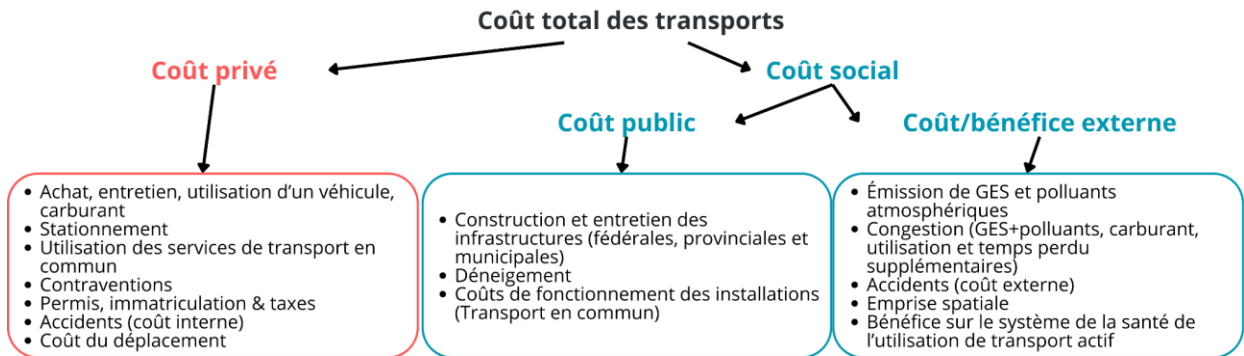 Coût total des transports
Coût privé
Coût social
Coût public
Coût/bénéfice externe
• Achat, entretien, utilisation d'un véhicule,
carburant
• Stationnement
• Utilisation des services de transport en
commun
• Contraventions
• Permis, immatriculation & taxes
• Accidents (coût interne)
• Coût du déplacement
• Construction et entretien des
infrastructures (fédérales, provinciales et
municipales)
• Déneigement
• Coûts de fonctionnement des installations
(Transport en commun)
• Émission de GES et polluants
atmosphériques
• Congestion (GES+polluants, carburant,
utilisation et temps perdu
supplémentaires)
• Accidents (coût externe)
• Emprise spatiale
• Bénéfice sur le système de la santé de
l'utilisation de transport actif